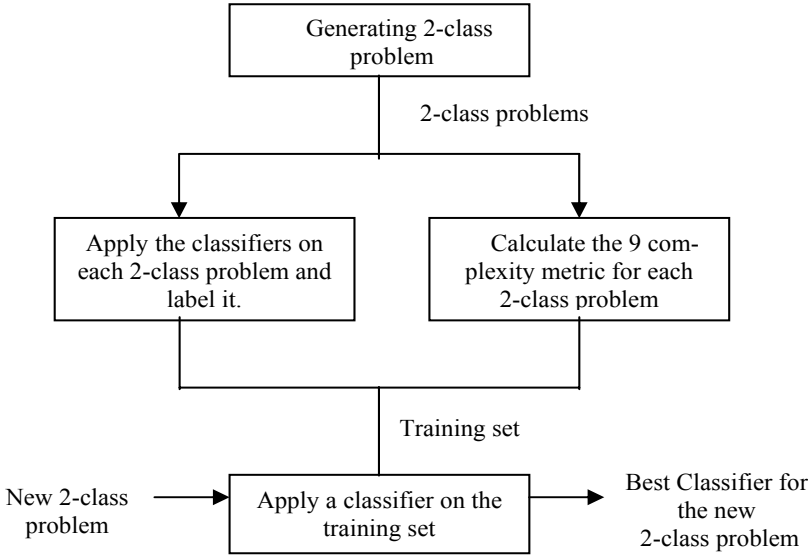 Generating 2-class
problem
2-class problems
Apply the classifiers on
each 2-class problem and
label it.
Calculate the 9 com-
plexity metric for each
2-class problem
Training set
New 2-class
problem
Apply a classifier on the
training set
Best Classifier for
the new
2-class problem